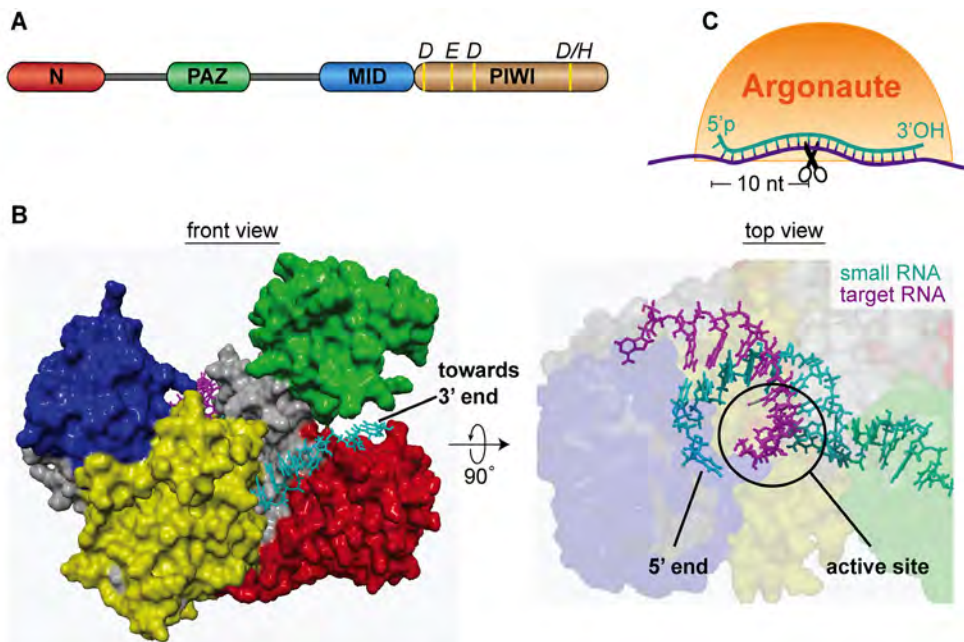 A
N
PAZ
MID
D
E
D
D/H
PIWI
C
Argonaute
5'p
3'OH
10 nt
B
front view
towards
3' end
90°
top view
small RNA
target RNA
5' end
active site